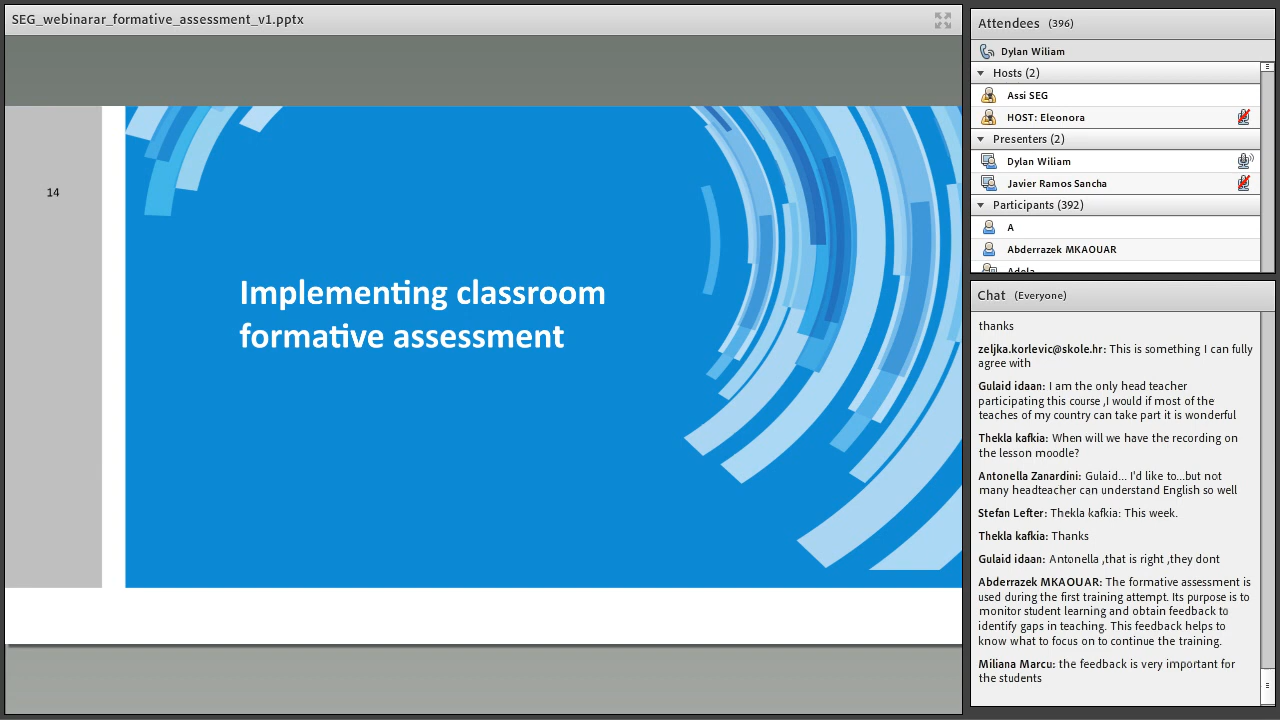 SEG_webinarar_formative_assessment_v1.pptx
14
Implementing classroom
formative assessment
Attendees (396)
Dylan Wiliam
Hosts (2)
Assi SEG
HOST: Eleonora
Presenters (2)
Dylan Wiliam
Javier Ramos Sancha
Participants (392)
A
Abderrazek MKAOUAR
Adela
Chat (Everyone)
thanks
zeljka.korlevic@skole.hr: This is something I can fully
agree with
Gulaid idaan: I am the only head teacher
participating this course ,I would if most of the
teaches of my country can take part it is wonderful
Thekla kafkia: When will we have the recording on
the lesson moodle?
Antonella Zanardini: Gulaid... I'd like to...but not
many headteacher can understand English so well
Stefan Lefter: Thekla kafkia: This week.
Thekla kafkia: Thanks
Gulaid idaan: Antonella ,that is right ,they dont
Abderrazek MKAOUAR: The formative assessment is
used during the first training attempt. Its purpose is to
monitor student learning and obtain feedback to
identify gaps in teaching. This feedback helps to
know what to focus on to continue the training.
Miliana Marcu: the feedback is very important for
the students